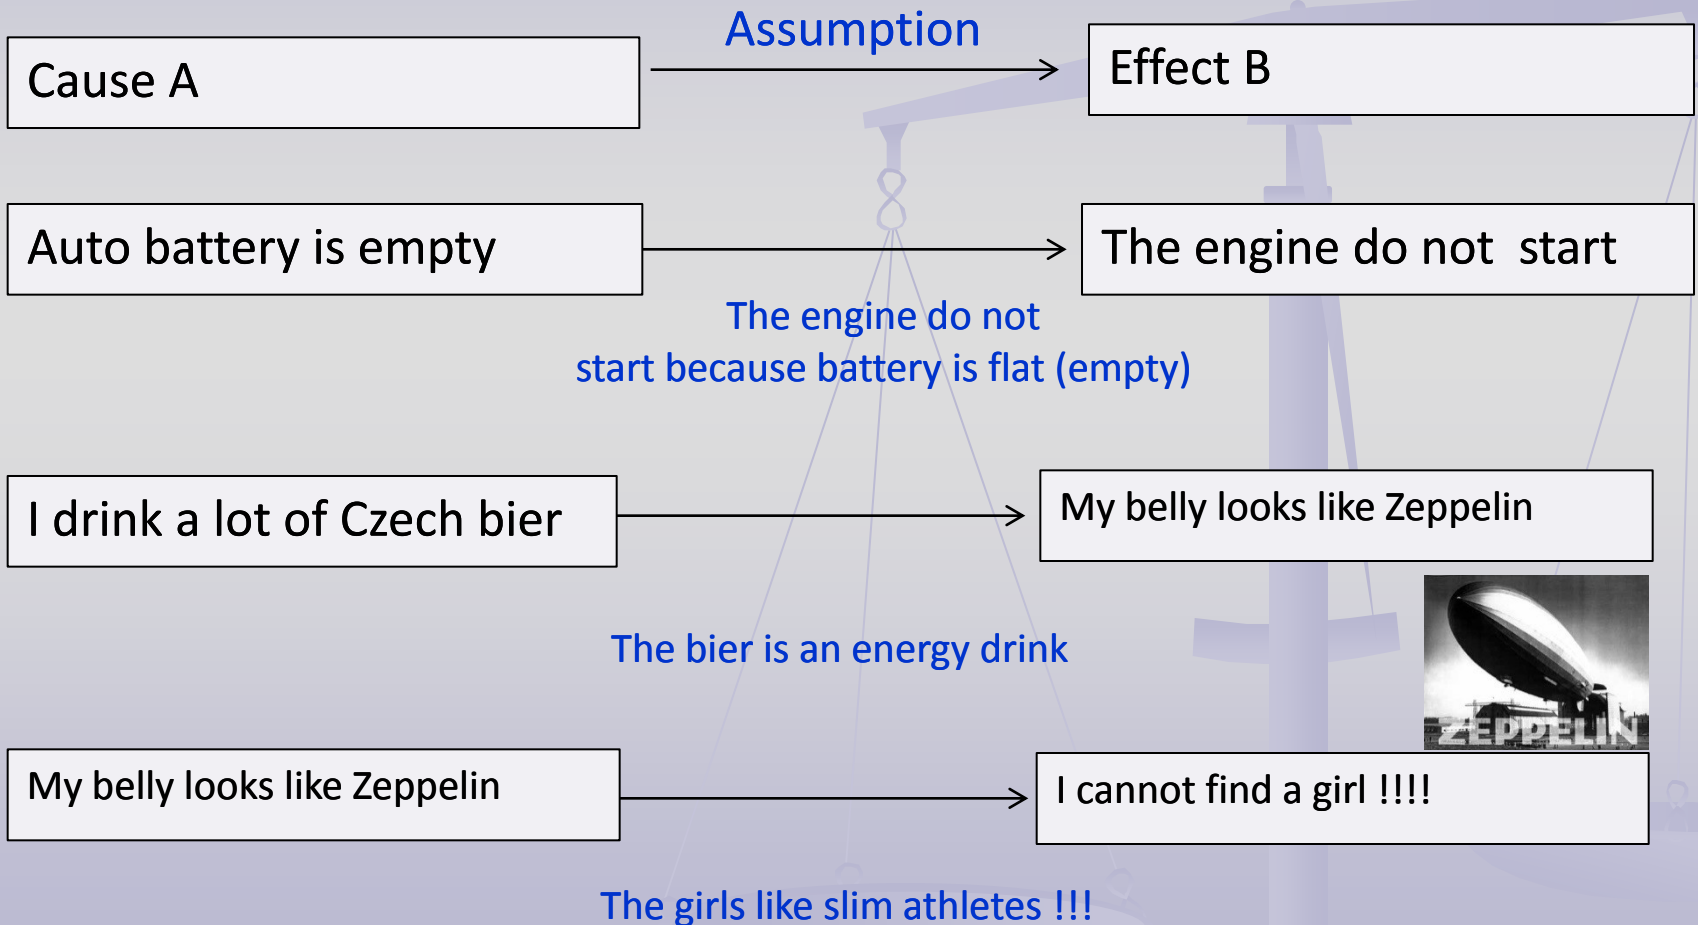 Assumption
Cause A
Effect B
Auto battery is empty
The engine do not  start
The engine do not
start because battery is flat (empty)
I drink a lot of Czech bier
My belly looks like Zeppelin
The bier is an energy drink
ZEPPELIN
My belly looks like Zeppelin
I cannot find a girl !!!!
The girls like slim athletes !!!